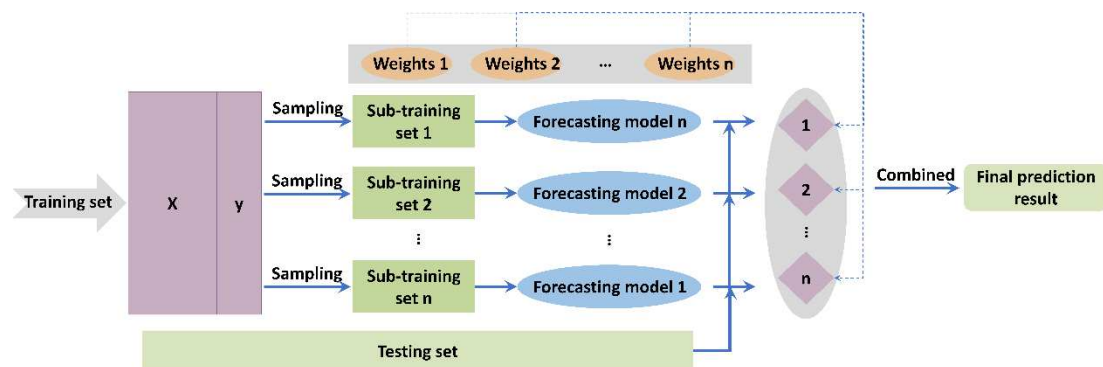 Weights 1
Weights 2
...
Weights n
Training set
X
y
Sampling
Sub-training
set 1
Forecasting model n
1
Sampling
Sub-training
set 2
Forecasting model 2
2
Combined
Final prediction
result
⋮
⋮
⋮
Sampling
Sub-training
set n
Forecasting model 1
n
Testing set